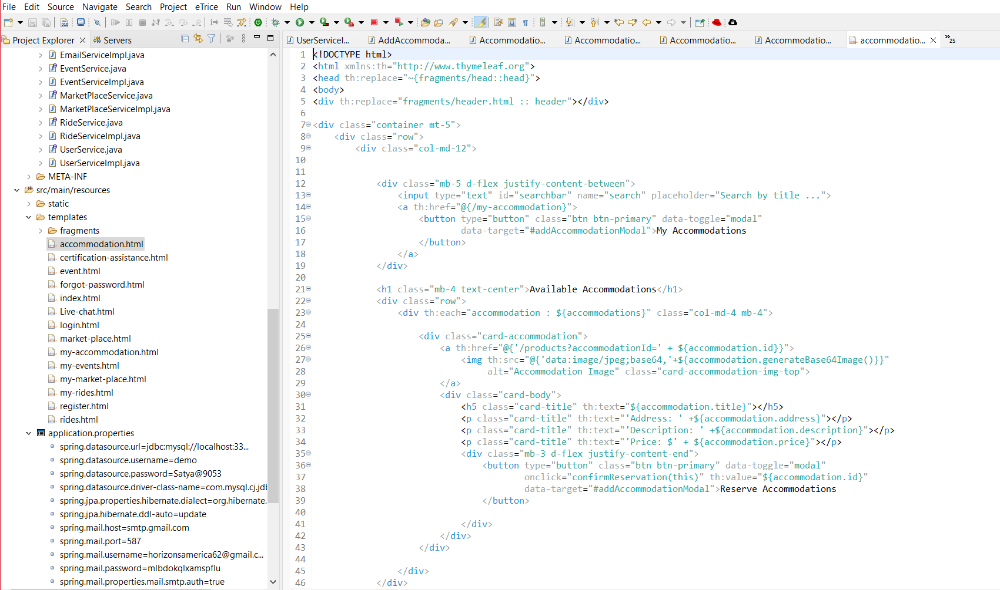 File Edit Source Navigate Search Project eTrice Run Window Help
Project Explorer Servers
EmailServiceImpl.java
EventService.java
EventServiceImpl.java
MarketPlaceService.java
MarketPlaceServiceImpl.java
RideService.java
RideServiceImpl.java
UserService.java
UserServiceImpl.java
META-INF
src/main/resources
static
templates
fragments
accommodation.html
certification-assistance.html
event.html
forgot-password.html
index.html
Live-chat.html
login.html
market-place.html
my-accommodation.html
my-events.html
my-market-place.html
my-rides.html
register.html
rides.html
application.properties
spring.datasource.url=jdbc:mysql://localhost:33...
spring.datasource.username=demo
spring.datasource.password=Satya@9053
spring.datasource.driver-class-name=com.mysql.cj.jdb
spring.jpa.properties.hibernate.dialect=org.hibernate.
spring.jpa.hibernate.ddl-auto=update
spring.mail.host=smtp.gmail.com
spring.mail.port=587
spring.mail.username=horizonsamerica62@gmail.c...
spring.mail.password=mlbdokqlxamspflu
spring.mail.properties.mail.smtp.auth=true
UserServiceI... AddAccommoda... Accommodatio... Accommodatio... Accommodatio... Accommodatio... accommodatio... »25
1 <!DOCTYPE html>
2 <html xmlns:th="http://www.thymeleaf.org">
3 <head th:replace="~{fragments/head::head}">
4 <body>
5 <div th:replace="fragments/header.html :: header"></div>
6
7 <div class="container mt-5">
8 <div class="row">
9 <div class="col-md-12">
10
11
12 <div class="mb-5 d-flex justify-content-between">
13 <input type="text" id="searchbar" name="search" placeholder="Search by title ...">
14 <a th:href="@{/my-accommodation}">
15 <button type="button" class="btn btn-primary" data-toggle="modal"
16 data-target="#addAccommodationModal">My Accommodations
17 </button>
18 </a>
19 </div>
20
21 <h1 class="mb-4 text-center">Available Accommodations</h1>
22 <div class="row">
23 <div th:each="accommodation : ${accommodations}" class="col-md-4 mb-4">
24
25 <div class="card-accommodation">
26 <a th:href="@{'/products?accommodationId=' + ${accommodation.id}}">
27 <img th:src="@{'data:image/jpeg;base64,'+${accommodation.generateBase64Image()}}"
28 alt="Accommodation Image" class="card-accommodation-img-top">
29 </a>
30 <div class="card-body">
31 <h5 class="card-title" th:text="${accommodation.title}"></h5>
32 <p class="card-title" th:text="'Address: ' +${accommodation.address}"></p>
33 <p class="card-title" th:text="'Description: ' +${accommodation.description}"></p>
34 <p class="card-title" th:text="'Price: $' + ${accommodation.price}"></p>
35 <div class="mb-3 d-flex justify-content-end">
36 <button type="button" class="btn btn-primary" data-toggle="modal"
37 onclick="confirmReservation(this)" th:value="${accommodation.id}"
38 data-target="#addAccommodationModal">Reserve Accommodations
39 </button>
40
41 </div>
42 </div>
43 </div>
44
45 </div>
46 </div>